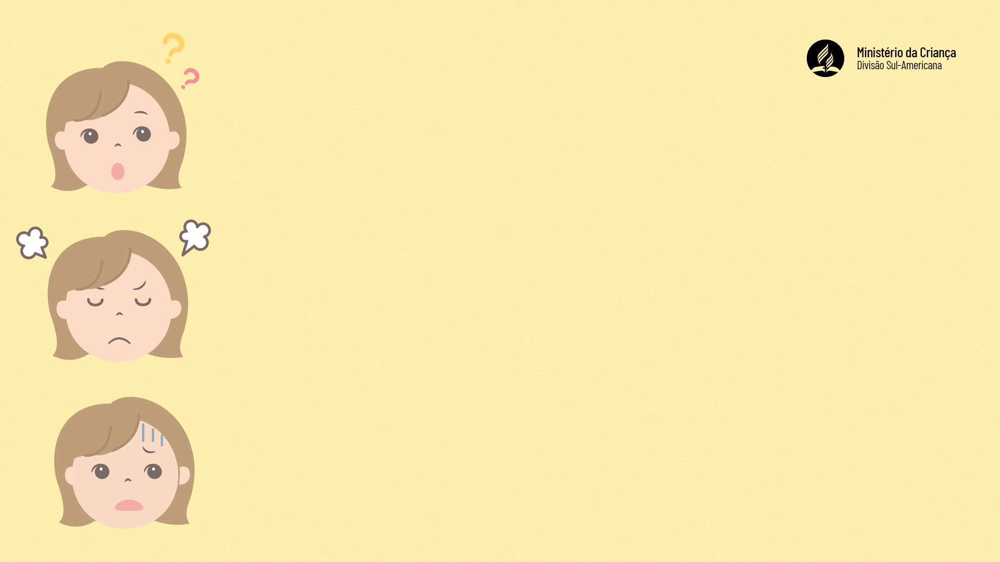 ? 
?
Ministério da Criança
Divisão Sul-Americana